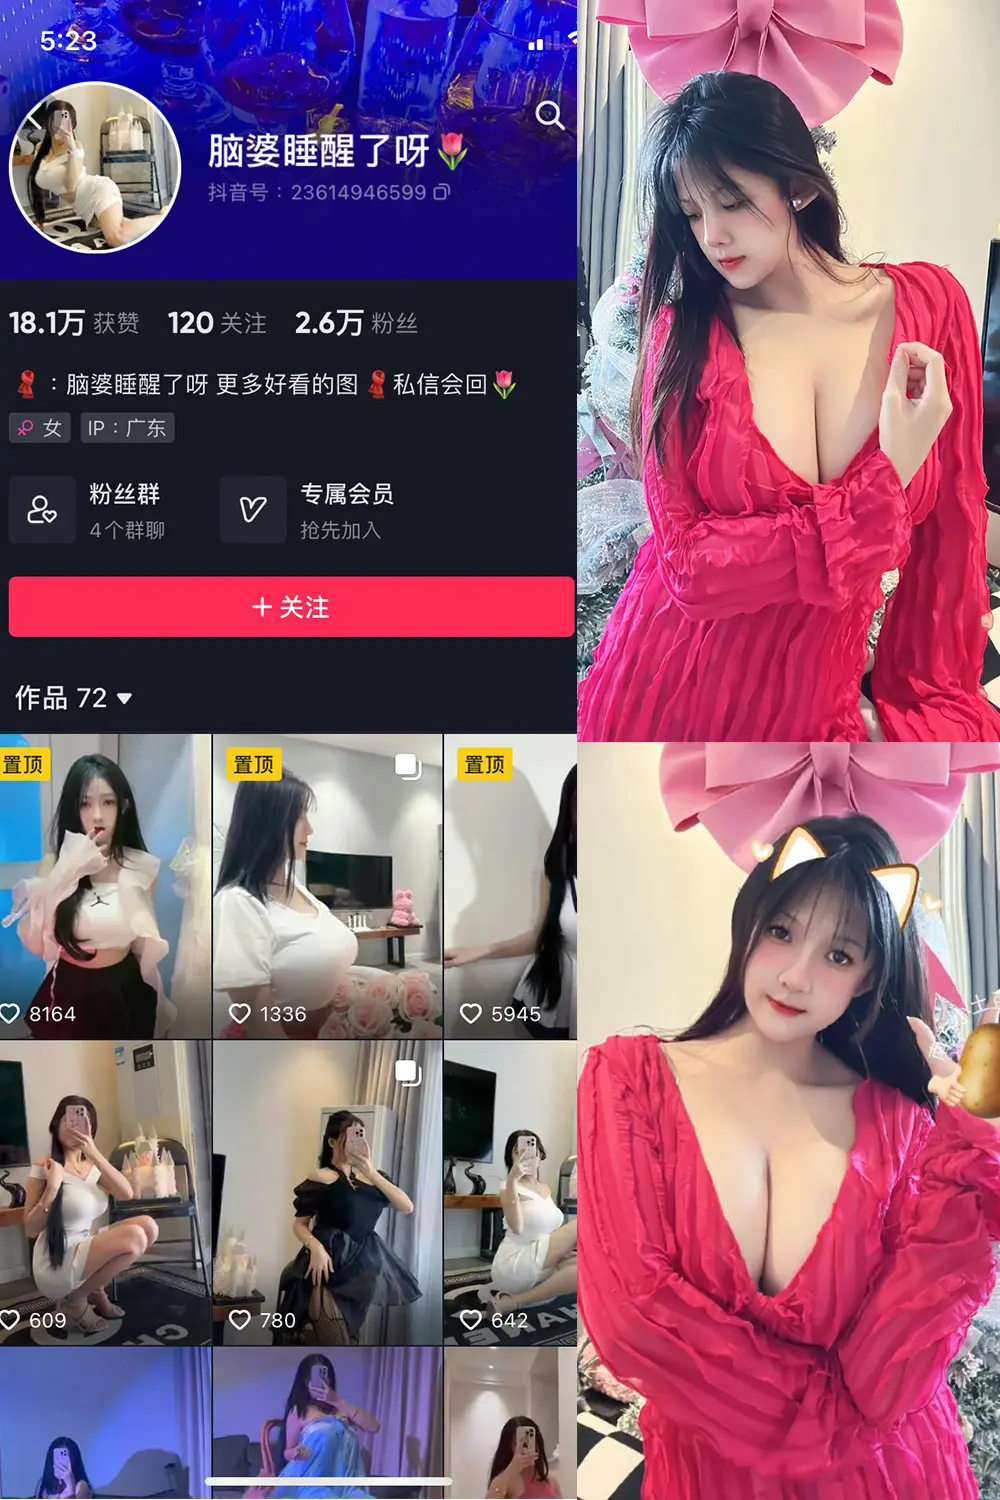 5:23
脑婆睡醒了呀🌷
抖音号：23614946599
18.1万 获赞 120 关注 2.6万 粉丝
🧣：脑婆睡醒了呀 更多好看的图🧣私信会回🌷
女 IP：广东
粉丝群 专属会员
4个群聊 抢先加入
+ 关注
作品 72
置顶 置顶 置顶
8164 1336 5945
609 780 642